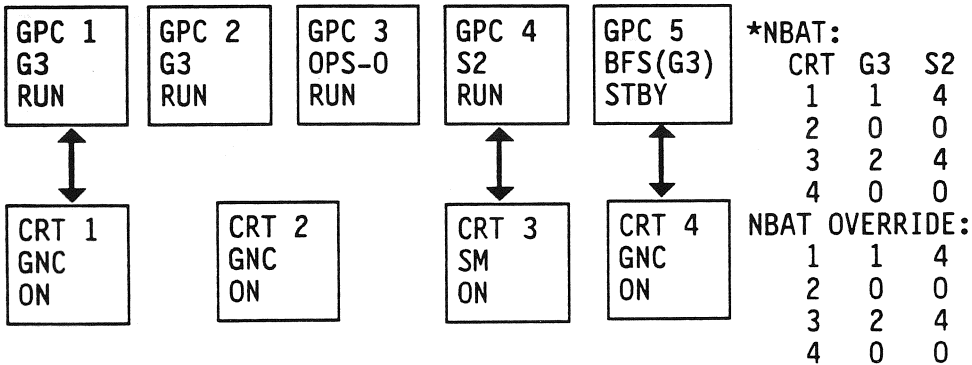 GPC 1
G3
RUN
GPC 2
G3
RUN
GPC 3
OPS-0
RUN
GPC 4
S2
RUN
GPC 5
BFS(G3)
STBY
CRT 1
GNC
ON
CRT 2
GNC
ON
CRT 3
SM
ON
CRT 4
GNC
ON
*NBAT:
CRT G3 S2
1 1 4
2 0 0
3 2 4
4 0 0
NBAT OVERRIDE:
1 1 4
2 0 0
3 2 4
4 0 0